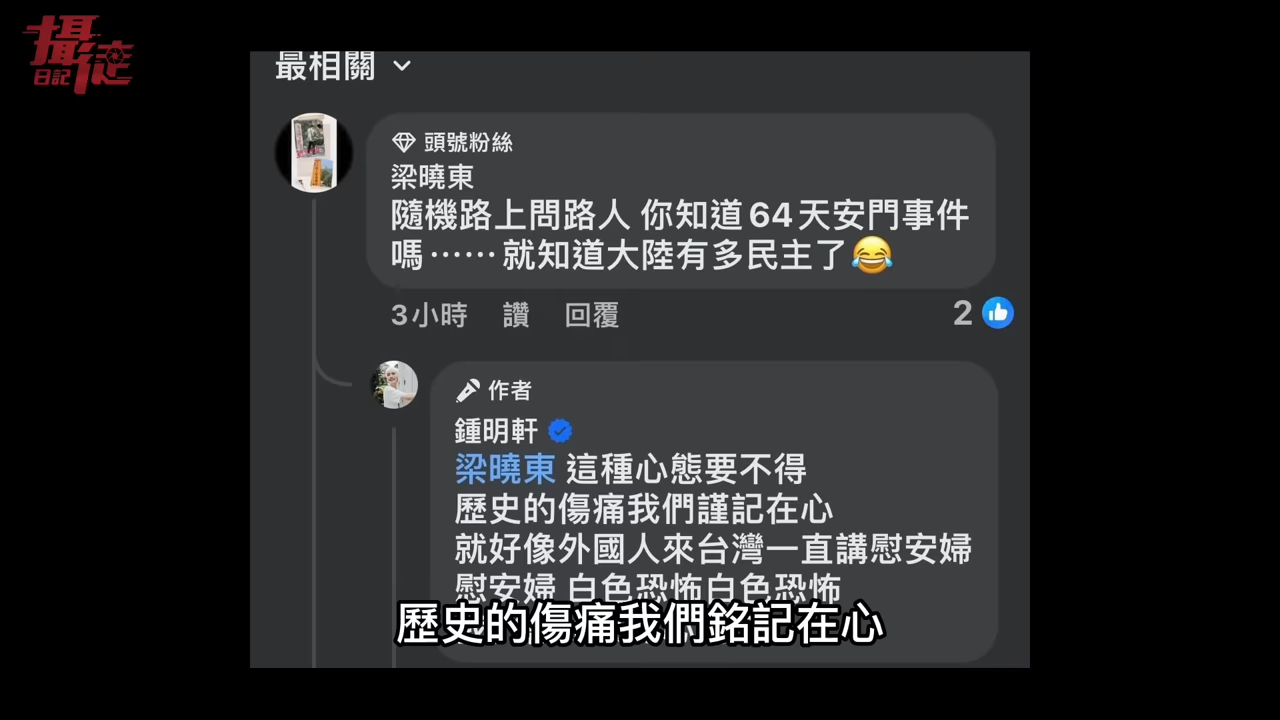 攝徒
日記
最相關
頭號粉絲
梁曉東
隨機路上問路人 你知道64天安門事件
嗎⋯⋯就知道大陸有多民主了😂
3小時 讚 回覆 2
作者
鍾明軒
梁曉東 這種心態要不得
歷史的傷痛我們謹記在心
就好像外國人來台灣一直講慰安婦
慰安婦 白色恐怖白色恐怖
歷史的傷痛我們銘記在心